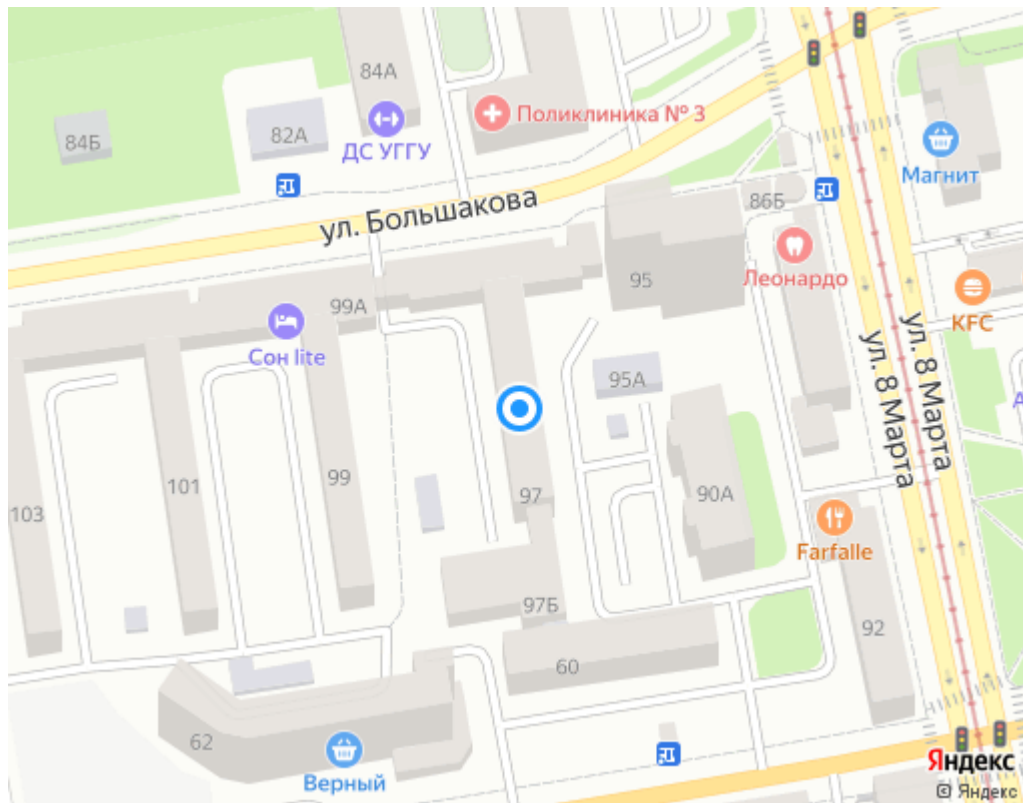 84А
84Б
82А
ДС УГГУ
Поликлиника № 3
Магнит
ул. Большакова
86Б
Леонардо
95
KFC
99А
Сон lite
95А
ул. 8 Марта
ул. 8 Марта
103
101
99
97
90А
Farfalle
97Б
92
60
62
Верный
Яндекс
© Яндекс